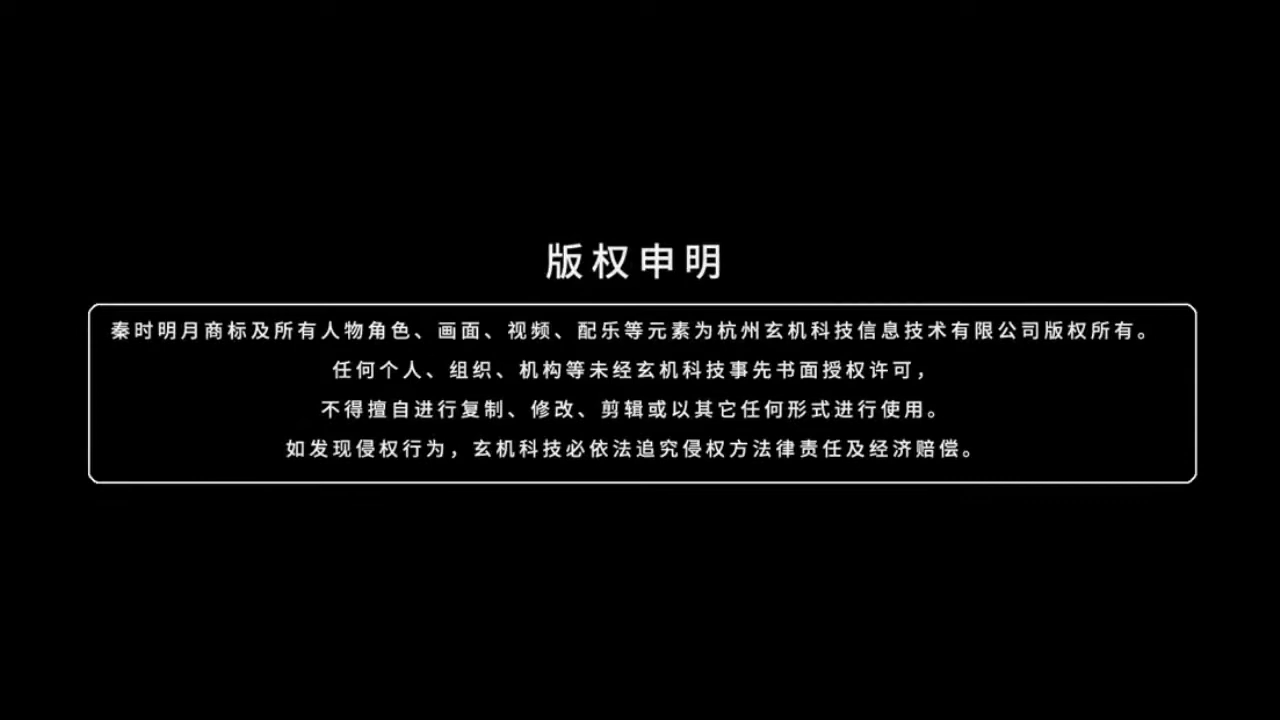 版权申明
秦时明月商标及所有人物角色、画面、视频、配乐等元素为杭州玄机科技信息技术有限公司版权所有。
任何个人、组织、机构等未经玄机科技事先书面授权许可，
不得擅自进行复制、修改、剪辑或以其它任何形式进行使用。
如发现侵权行为，玄机科技必依法追究侵权方法律责任及经济赔偿。